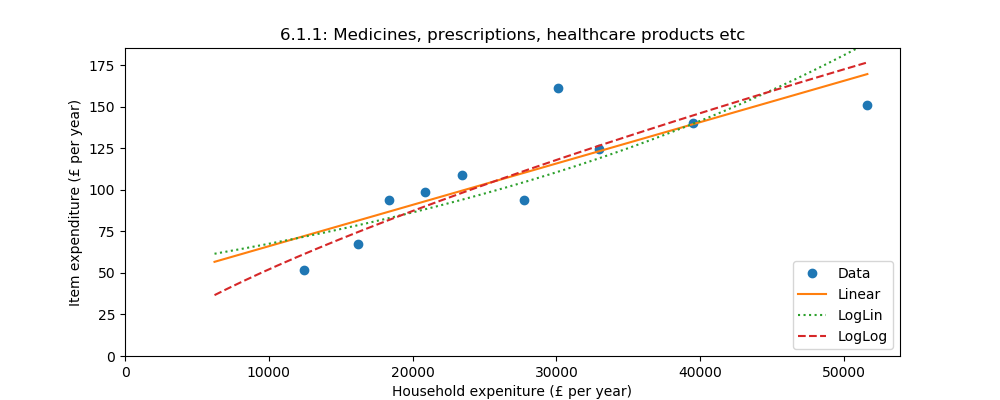 6.1.1: Medicines, prescriptions, healthcare products etc
175
150
125
100
75
50
25
0
Item expenditure (£ per year)
Data
Linear
LogLin
LogLog
0 10000 20000 30000 40000 50000
Household expeniture (£ per year)